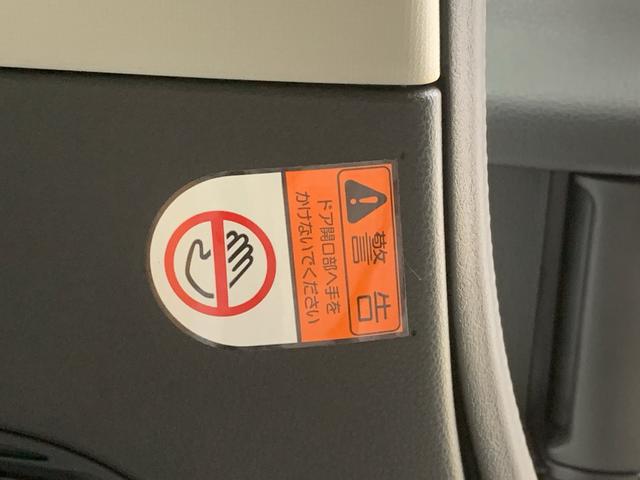 警告
ドア開口部へ手を
かけないでください